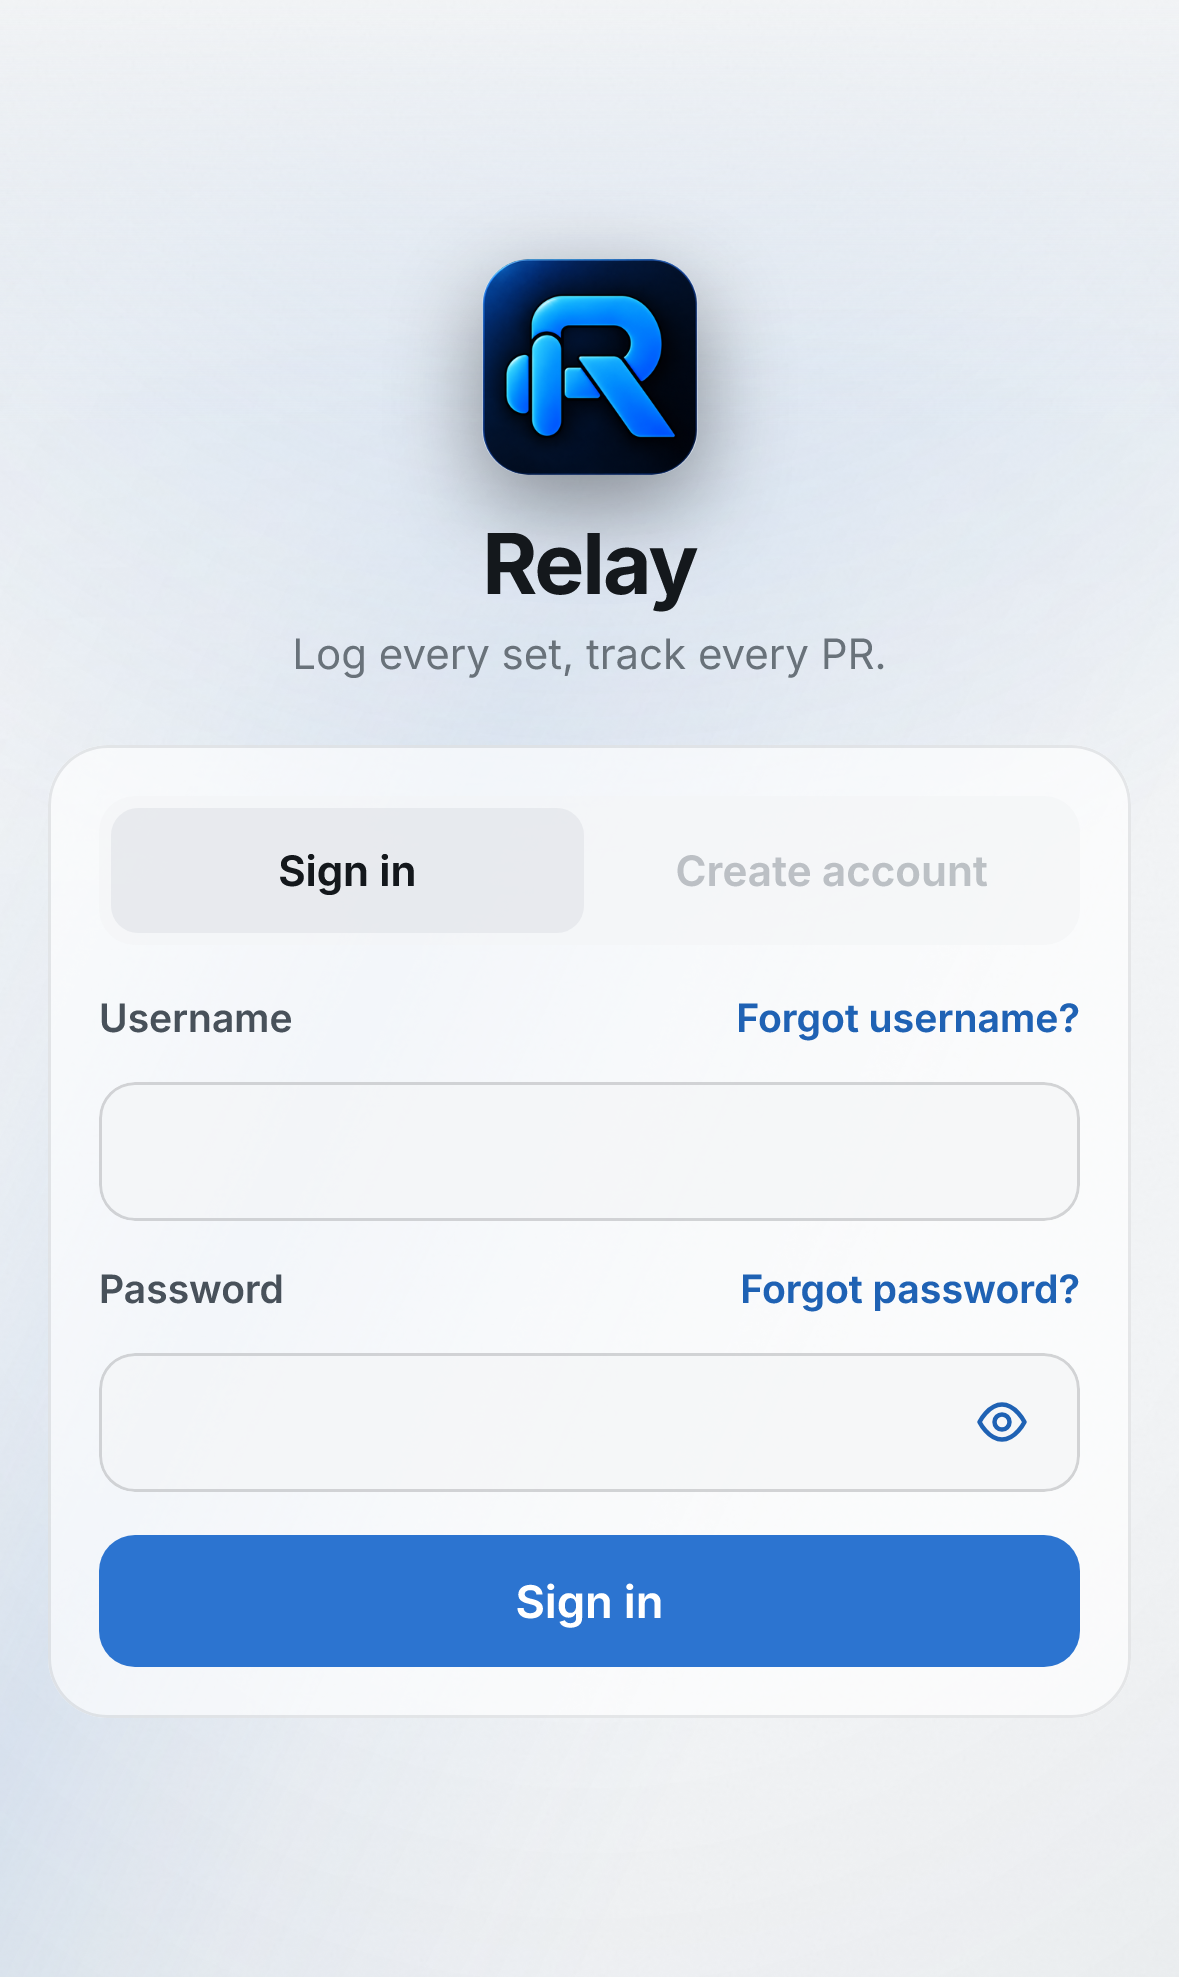 Relay
Log every set, track every PR.
Sign in
Create account
Username
Forgot username?
Password
Forgot password?
Sign in